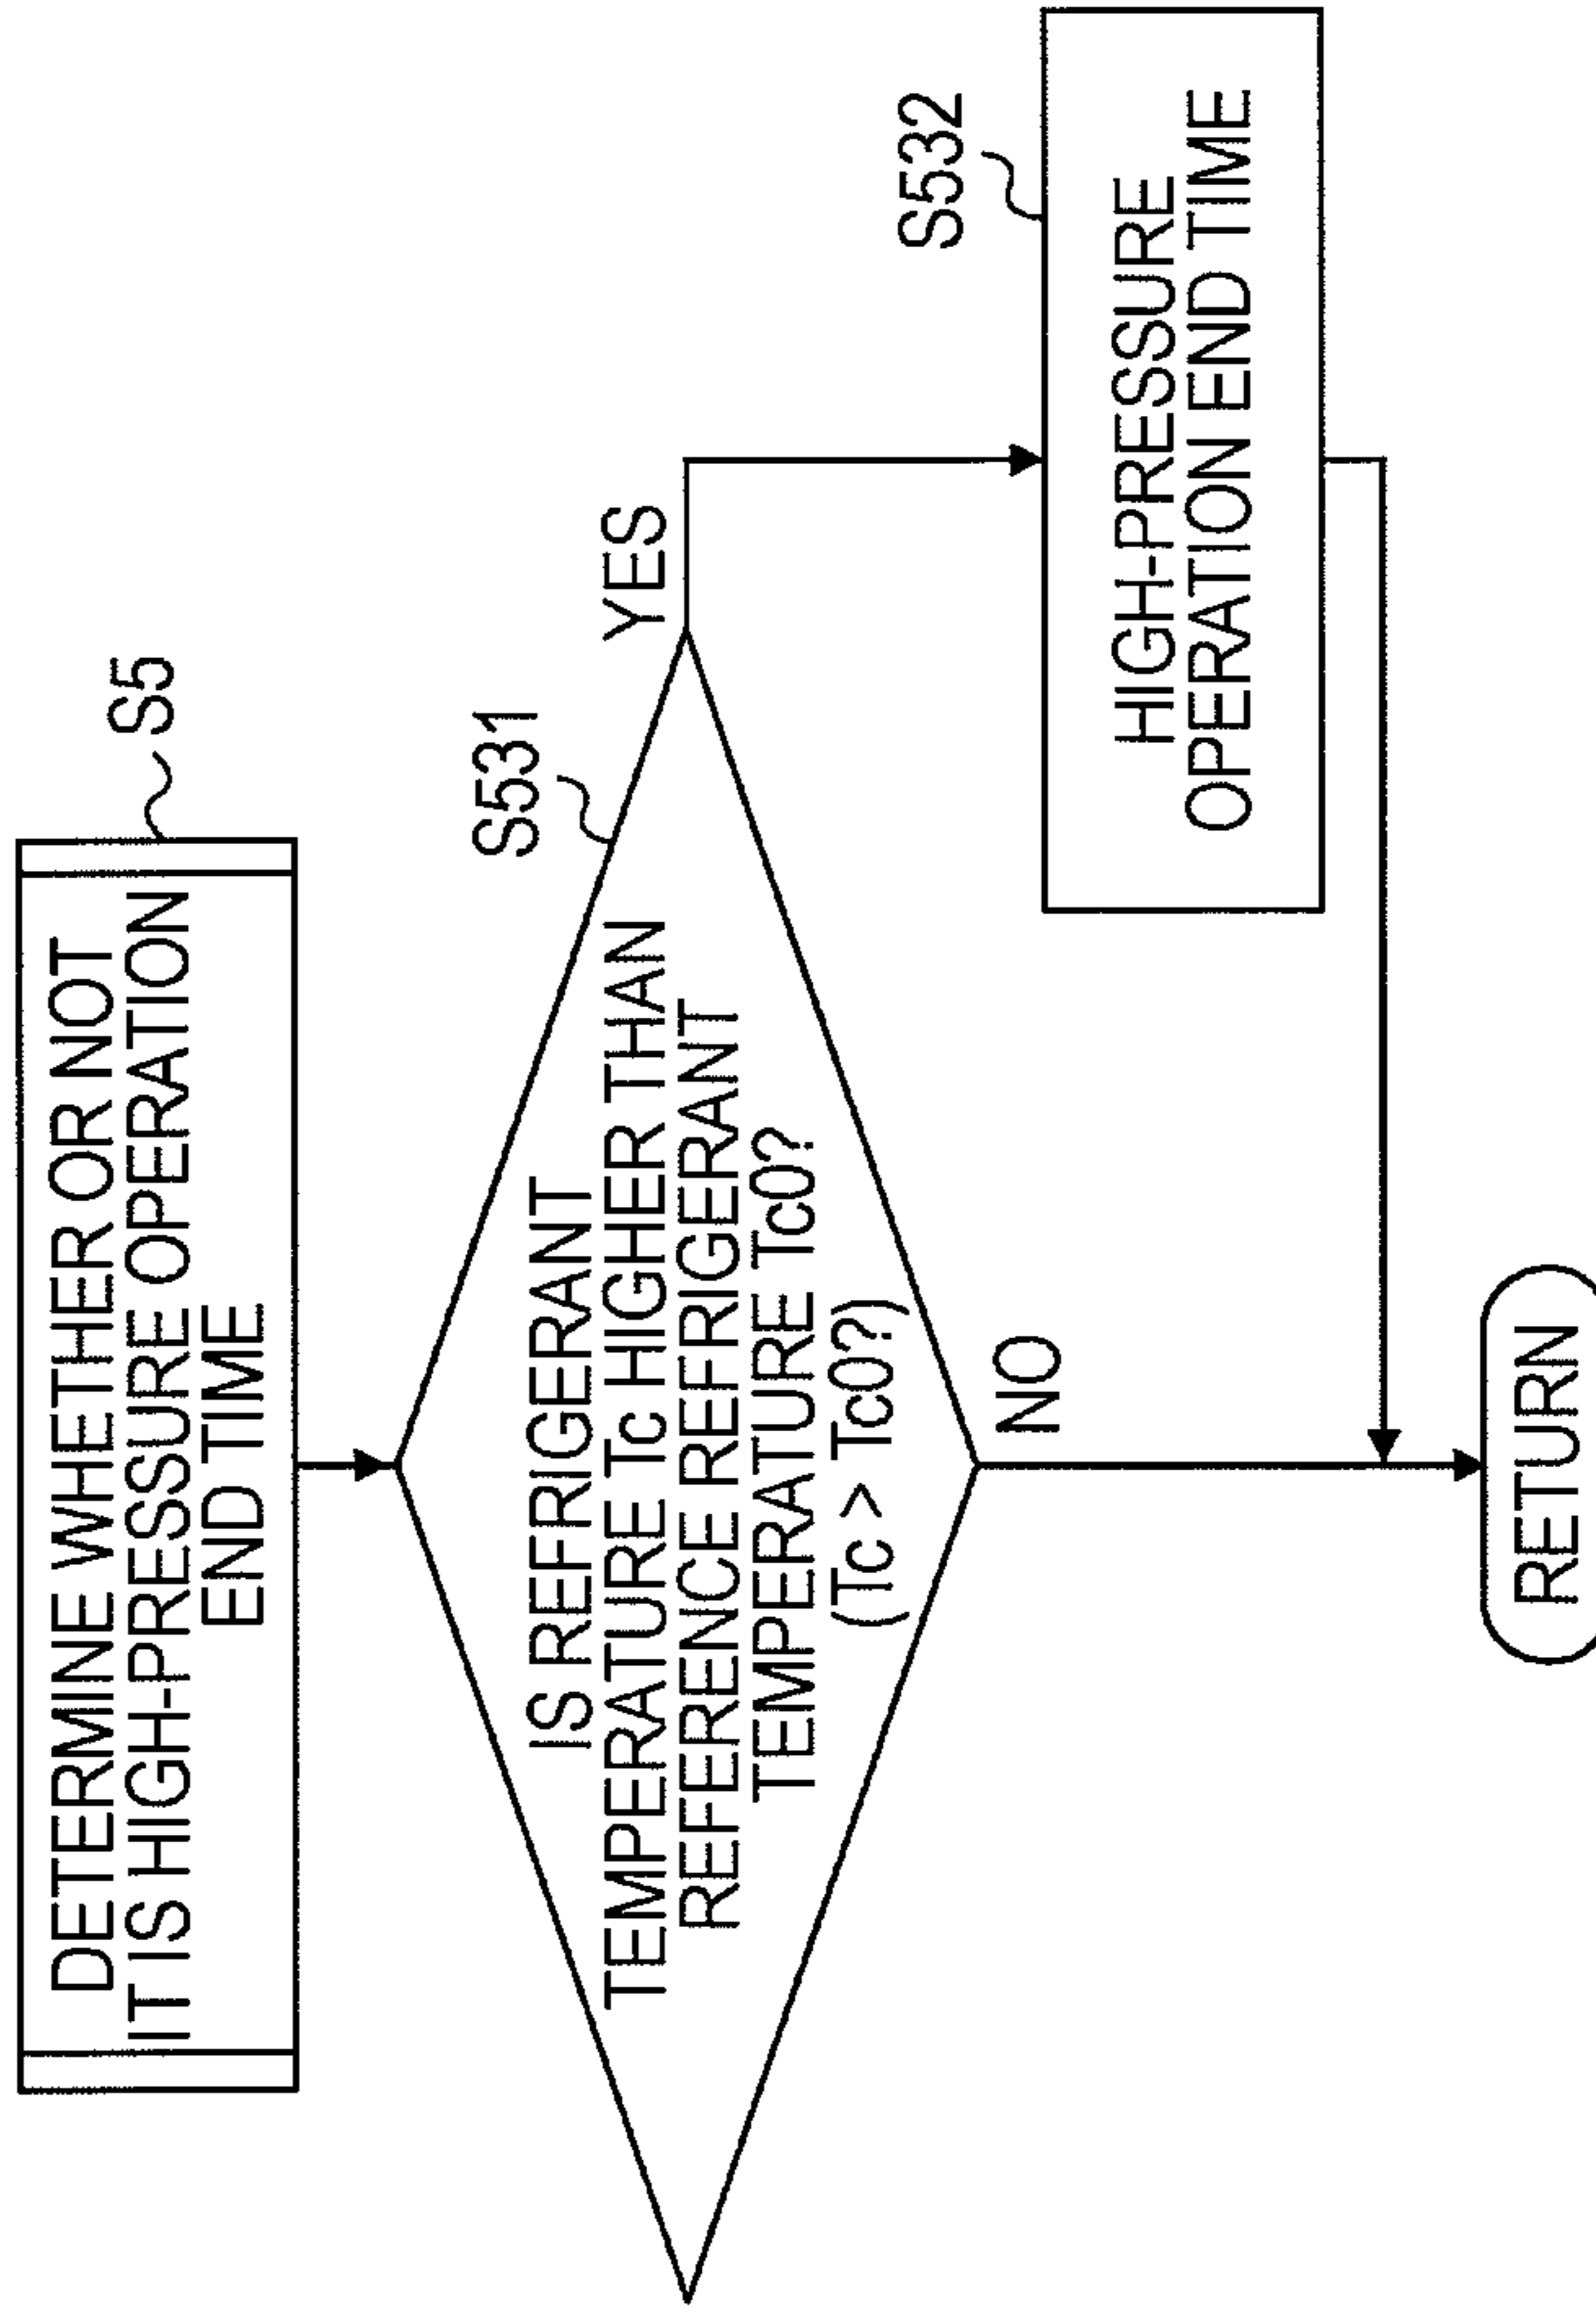 S5
DETERMINE WHETHER OR NOT
IT IS HIGH-PRESSURE OPERATION
END TIME
S531
IS REFRIGERANT
TEMPERATURE Tc HIGHER THAN
REFERENCE REFRIGERANT
TEMPERATURE Tc0?
(Tc > Tc0?)
YES
NO
S532
HIGH-PRESSURE
OPERATION END TIME
RETURN